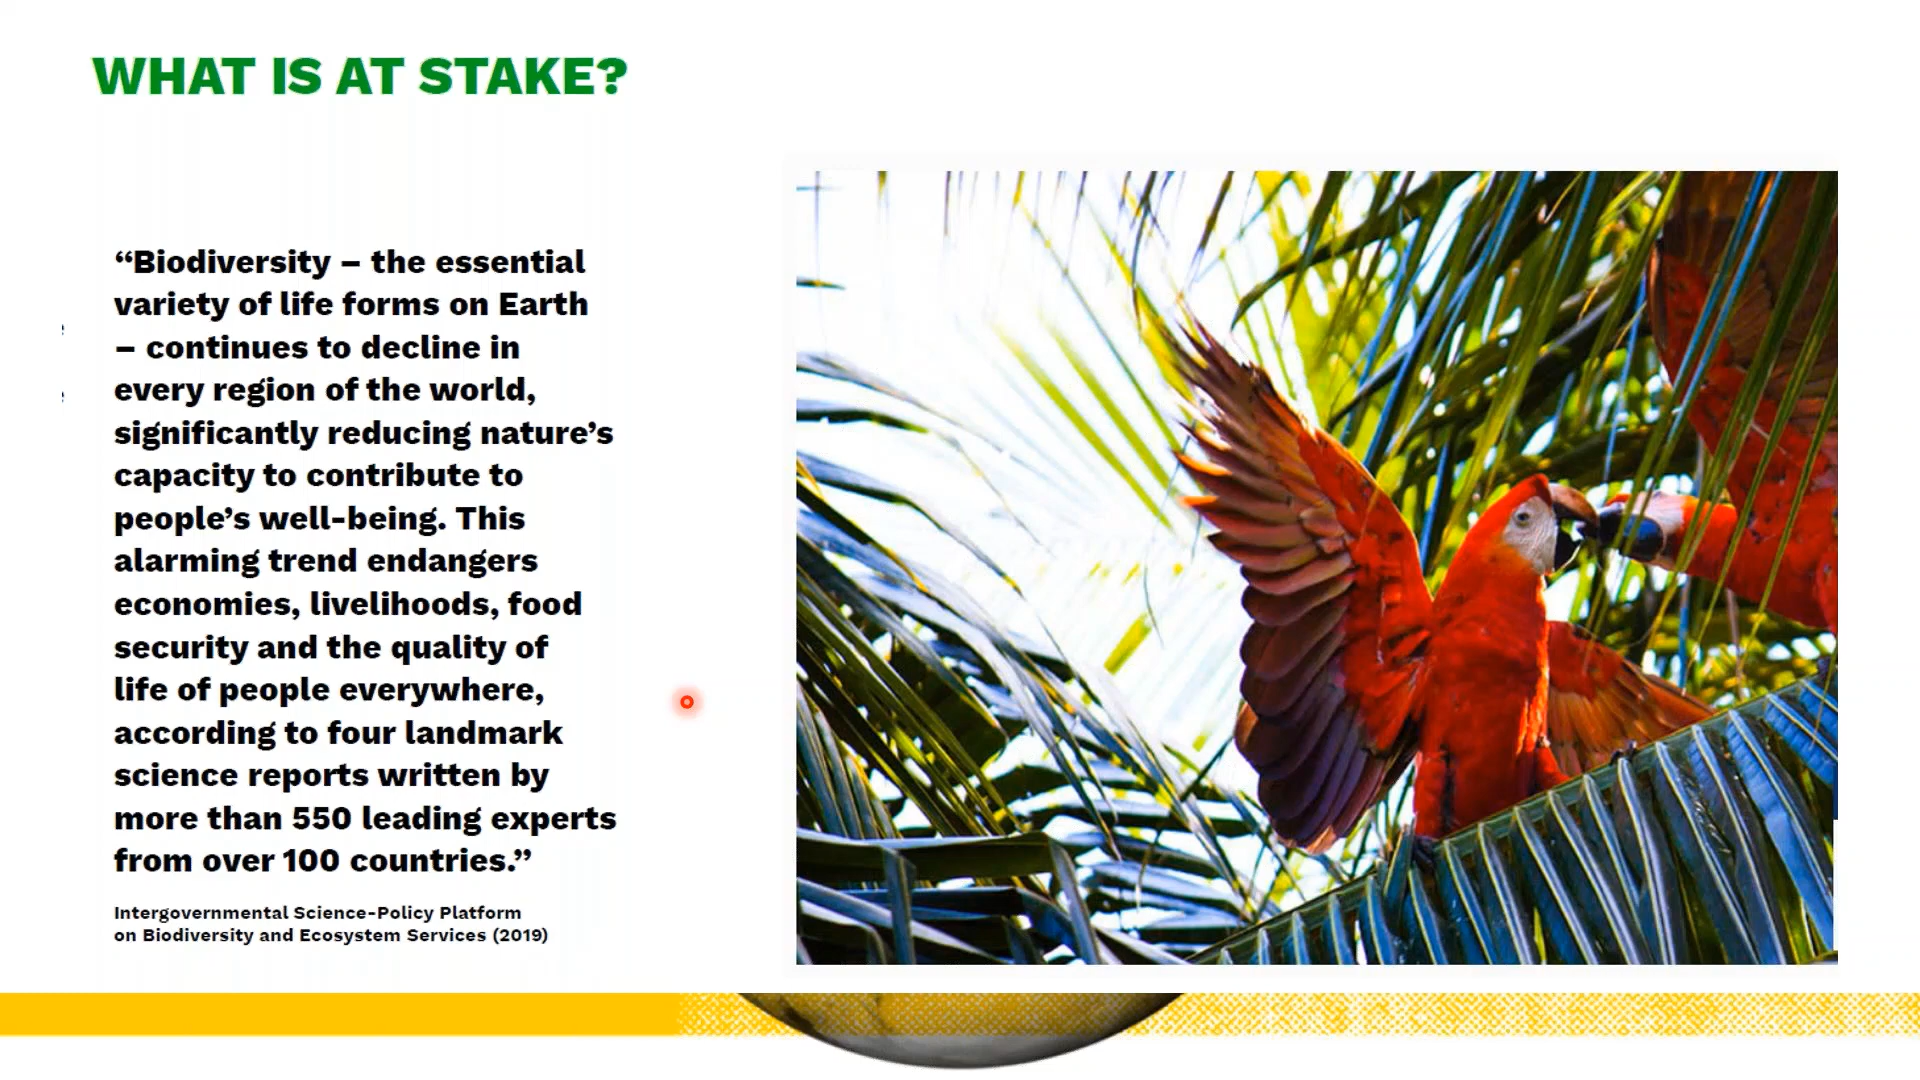 WHAT IS AT STAKE?
“Biodiversity – the essential
variety of life forms on Earth
– continues to decline in
every region of the world,
significantly reducing nature’s
capacity to contribute to
people’s well-being. This
alarming trend endangers
economies, livelihoods, food
security and the quality of
life of people everywhere,
according to four landmark
science reports written by
more than 550 leading experts
from over 100 countries.”
Intergovernmental Science-Policy Platform
on Biodiversity and Ecosystem Services (2019)